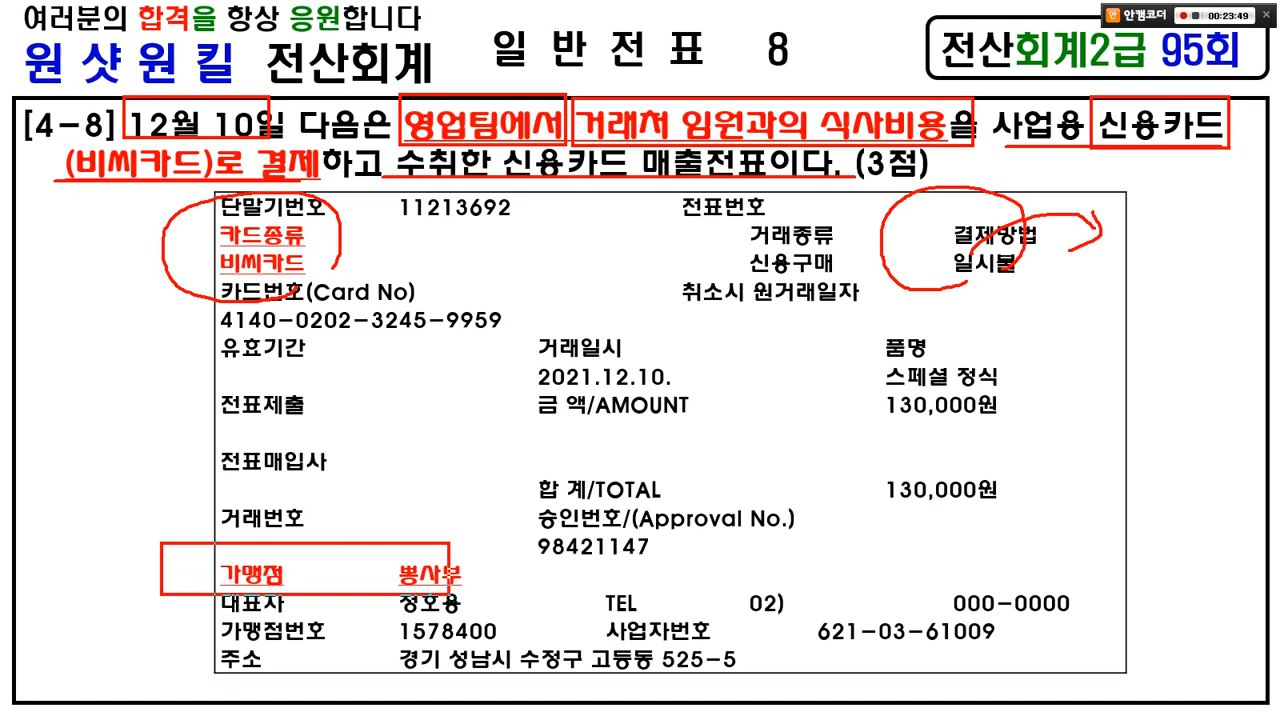 여러분의 합격을 항상 응원합니다
원 샷 원 킬 전산회계
일 반 전 표 8
전산회계2급 95회
안캠코더 00:23:49
[4-8] 12월 10일 다음은 영업팀에서 거래처 임원과의 식사비용을 사업용 신용카드
(비씨카드)로 결제하고 수취한 신용카드 매출전표이다. (3점)
단말기번호 11213692 전표번호
카드종류 거래종류 결제방법
비씨카드 신용구매 일시불
카드번호(Card No) 취소시 원거래일자
4140-0202-3245-9959
유효기간 거래일시 품명
2021.12.10. 스페셜 정식
전표제출 금 액/AMOUNT 130,000원
전표매입사
합 계/TOTAL 130,000원
거래번호 승인번호/(Approval No.)
98421147
가맹점 뽕사부
대표자 정호용 TEL 02) 000-0000
가맹점번호 1578400 사업자번호 621-03-61009
주소 경기 성남시 수정구 고등동 525-5